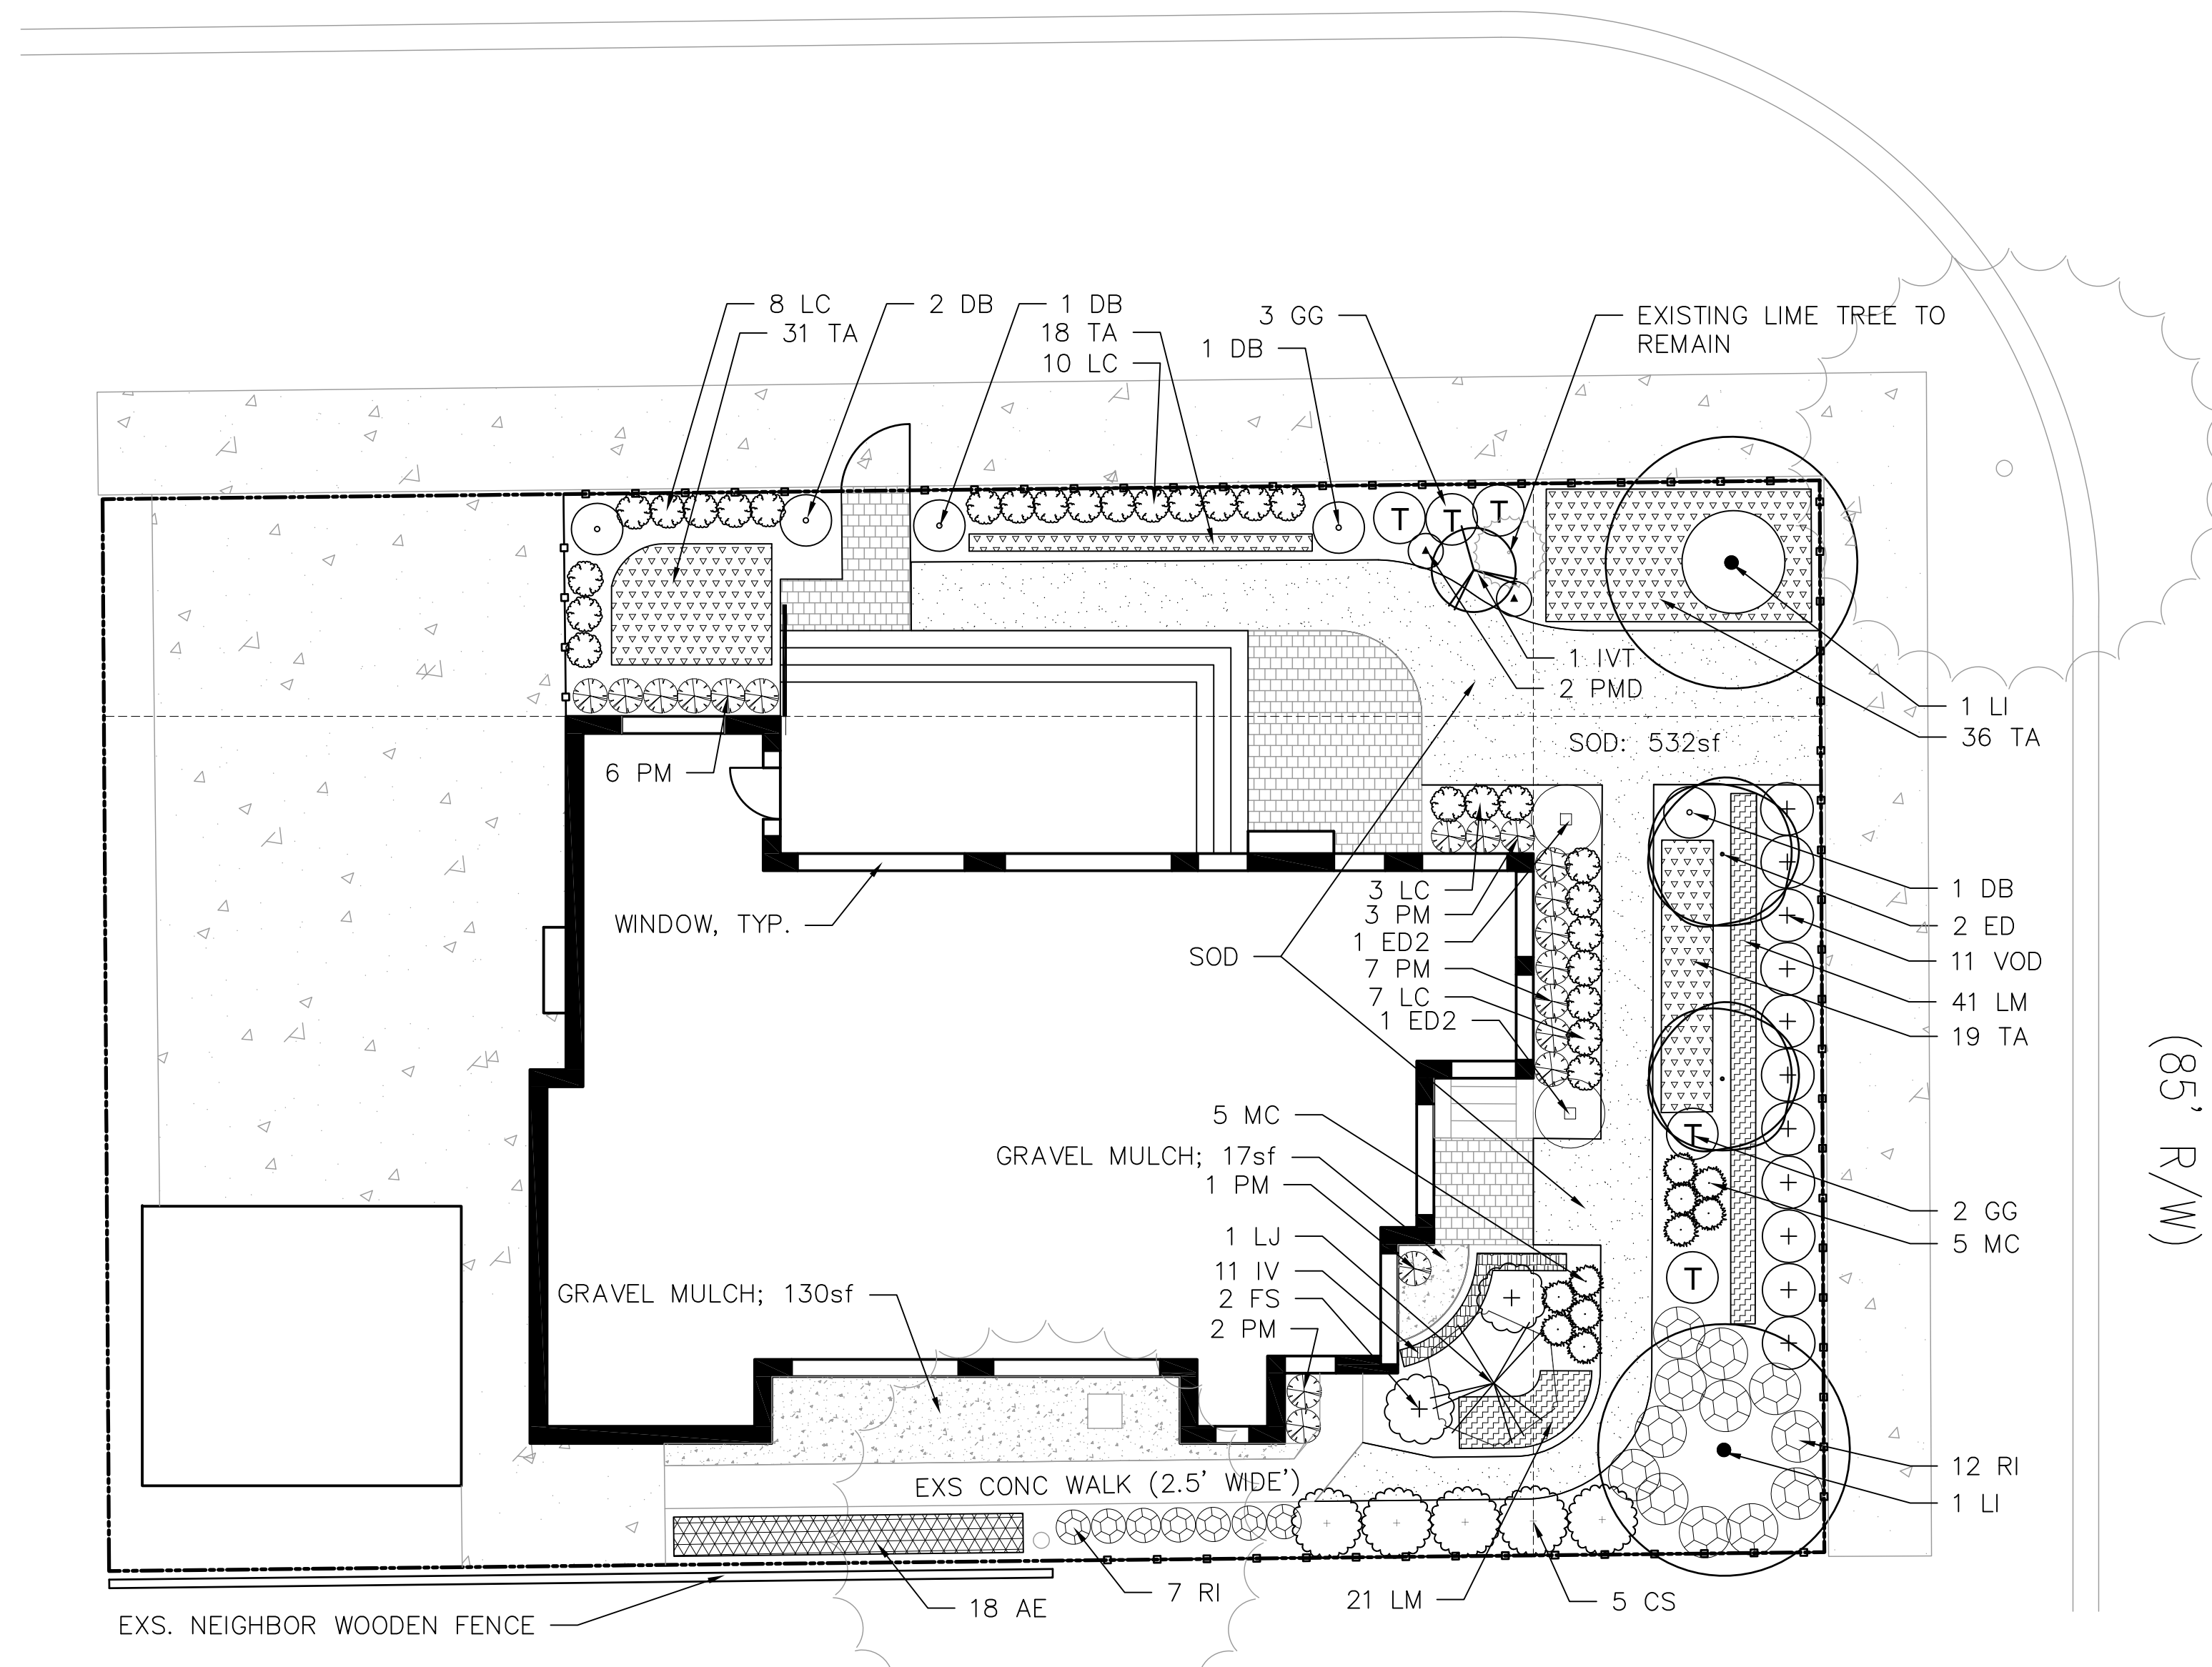 8 LC
31 TA
2 DB
1 DB
18 TA
10 LC
3 GG
1 DB
EXISTING LIME TREE TO
REMAIN
T
T
T
1 IVT
2 PMD
1 LI
36 TA
SOD: 532sf
6 PM
WINDOW, TYP.
3 LC
3 PM
1 ED2
SOD
7 PM
7 LC
1 ED2
1 DB
2 ED
11 VOD
41 LM
19 TA
(85' R/W)
5 MC
GRAVEL MULCH; 17sf
1 PM
T
2 GG
5 MC
1 LJ
11 IV
2 FS
2 PM
T
GRAVEL MULCH; 130sf
12 RI
1 LI
EXS CONC WALK (2.5' WIDE')
7 RI
18 AE
21 LM
5 CS
EXS. NEIGHBOR WOODEN FENCE